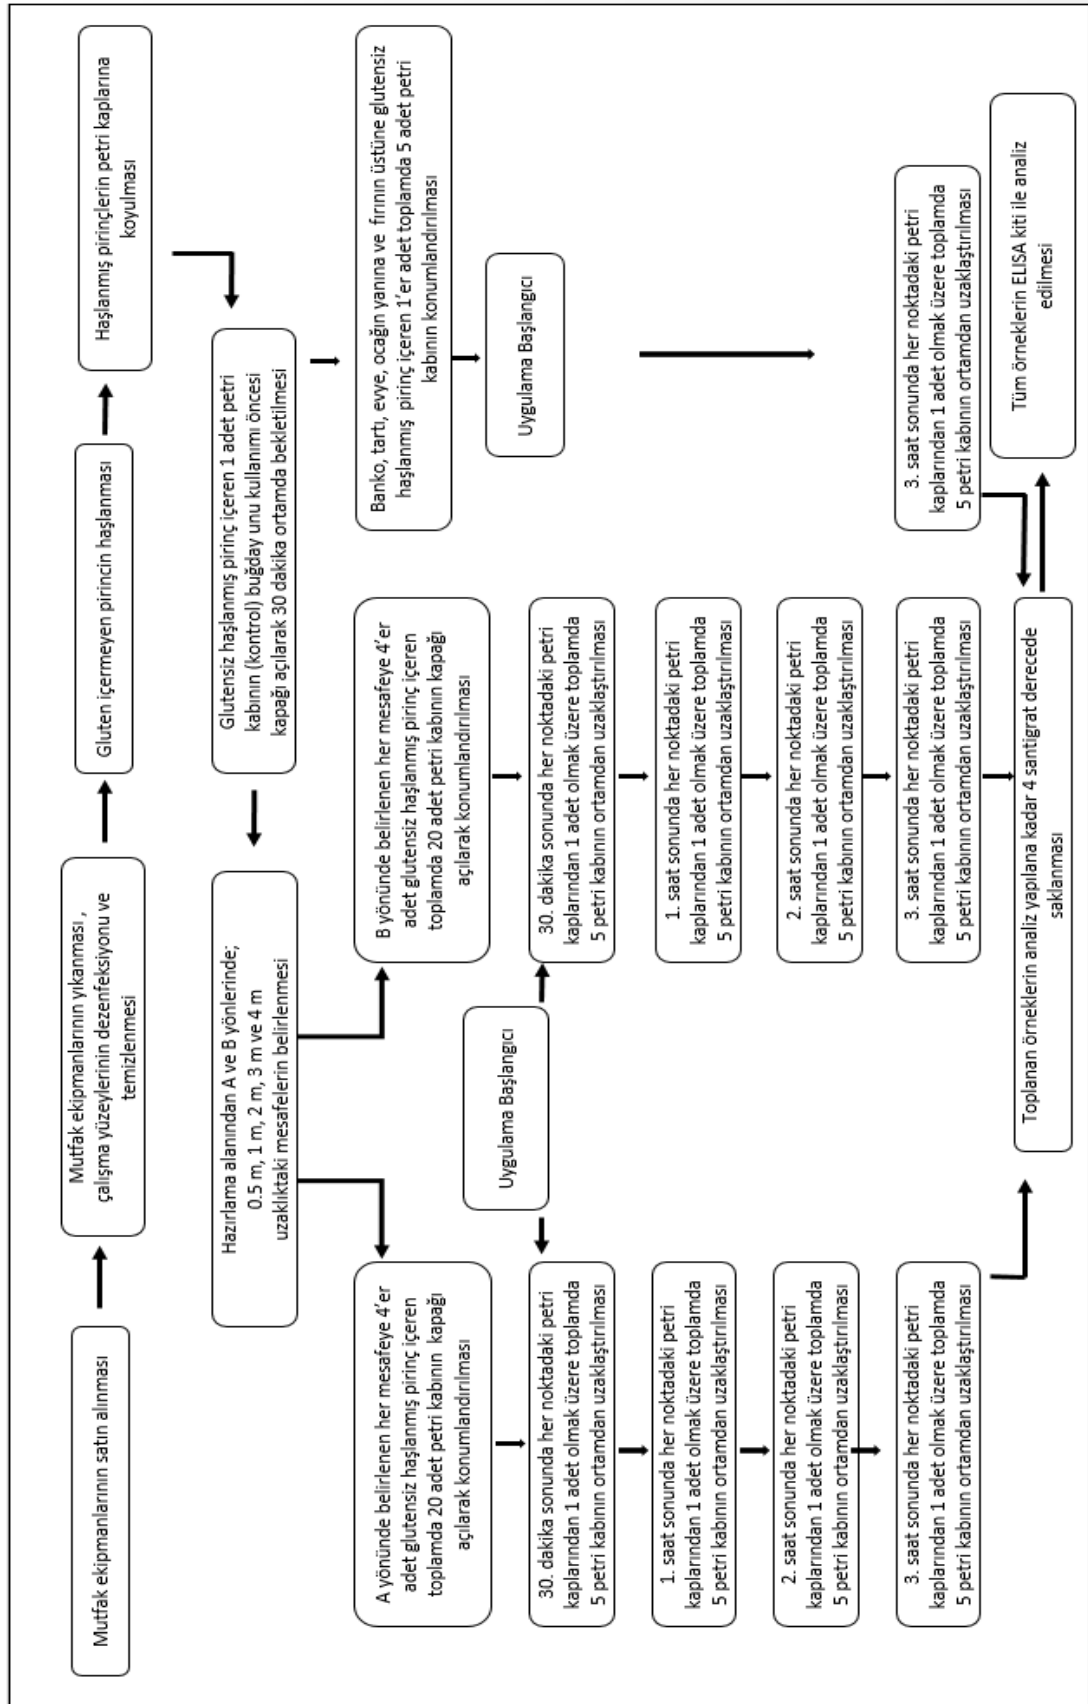 Mutfak ekipmanlarının satın alınması
Mutfak ekipmanlarının yıkanması ,
çalışma yüzeylerinin dezenfeksiyonu ve
temizlenmesi
Gluten içermeyen pirincin haşlanması
Haşlanmış pirinçlerin petri kaplarına
koyulması
Glutensiz haşlanmış pirinç içeren 1 adet petri
kabının (kontrol) buğday unu kullanımı öncesi
kapağı açılarak 30 dakika ortamda bekletilmesi
Hazırlama alanından A ve B yönlerinde;
0.5 m, 1 m, 2 m, 3 m ve 4 m
uzaklıktaki mesafelerin belirlenmesi
A yönünde belirlenen her mesafeye 4'er
adet glutensiz haşlanmış pirinç içeren
toplamda 20 adet petri kabının kapağı
açılarak konumlandırılması
B yönünde belirlenen her mesafeye 4'er
adet glutensiz haşlanmış pirinç içeren
toplamda 20 adet petri kabının kapağı
açılarak konumlandırılması
Banko, tartı, evye, ocağın yanına ve fırının üstüne glutensiz
haşlanmış pirinç içeren 1'er adet toplamda 5 adet petri
kabının konumlandırılması
Uygulama Başlangıcı
Uygulama Başlangıcı
30. dakika sonunda her noktadaki petri
kaplarından 1 adet olmak üzere toplamda
5 petri kabının ortamdan uzaklaştırılması
1. saat sonunda her noktadaki petri
kaplarından 1 adet olmak üzere toplamda
5 petri kabının ortamdan uzaklaştırılması
2. saat sonunda her noktadaki petri
kaplarından 1 adet olmak üzere toplamda
5 petri kabının ortamdan uzaklaştırılması
3. saat sonunda her noktadaki petri
kaplarından 1 adet olmak üzere toplamda
5 petri kabının ortamdan uzaklaştırılması
30. dakika sonunda her noktadaki petri
kaplarından 1 adet olmak üzere toplamda
5 petri kabının ortamdan uzaklaştırılması
1. saat sonunda her noktadaki petri
kaplarından 1 adet olmak üzere toplamda
5 petri kabının ortamdan uzaklaştırılması
2. saat sonunda her noktadaki petri
kaplarından 1 adet olmak üzere toplamda
5 petri kabının ortamdan uzaklaştırılması
3. saat sonunda her noktadaki petri
kaplarından 1 adet olmak üzere toplamda
5 petri kabının ortamdan uzaklaştırılması
3. saat sonunda her noktadaki petri
kaplarından 1 adet olmak üzere toplamda
5 petri kabının ortamdan uzaklaştırılması
Toplanan örneklerin analiz yapılana kadar 4 santigrat derecede
saklanması
Tüm örneklerin ELISA kiti ile analiz
edilmesi